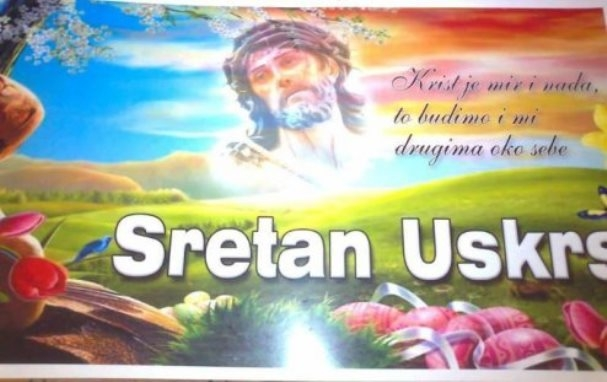 Krist je mir i nada,
to budimo i mi
drugima oko sebe
Sretan Uskrs